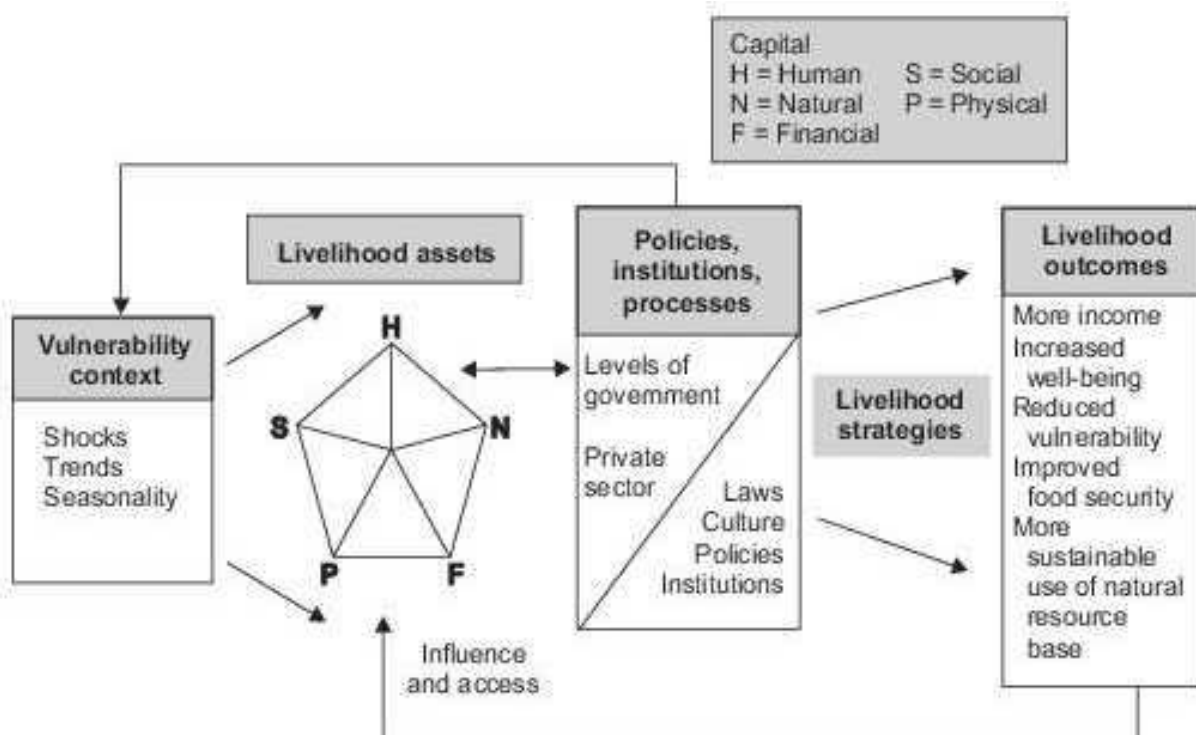 Capital
H = Human S = Social
N = Natural P = Physical
F = Financial
Livelihood assets
Policies,
institutions,
processes
Livelihood
outcomes
Vulnerability
context
Shocks
Trends
Seasonality
H
S
N
P
F
Levels of
government
Private
sector
Laws
Culture
Policies
Institutions
Livelihood
strategies
More income
Increased
well-being
Reduced
vulnerability
Improved
food security
More
sustainable
use of natural
resource
base
Influence
and access